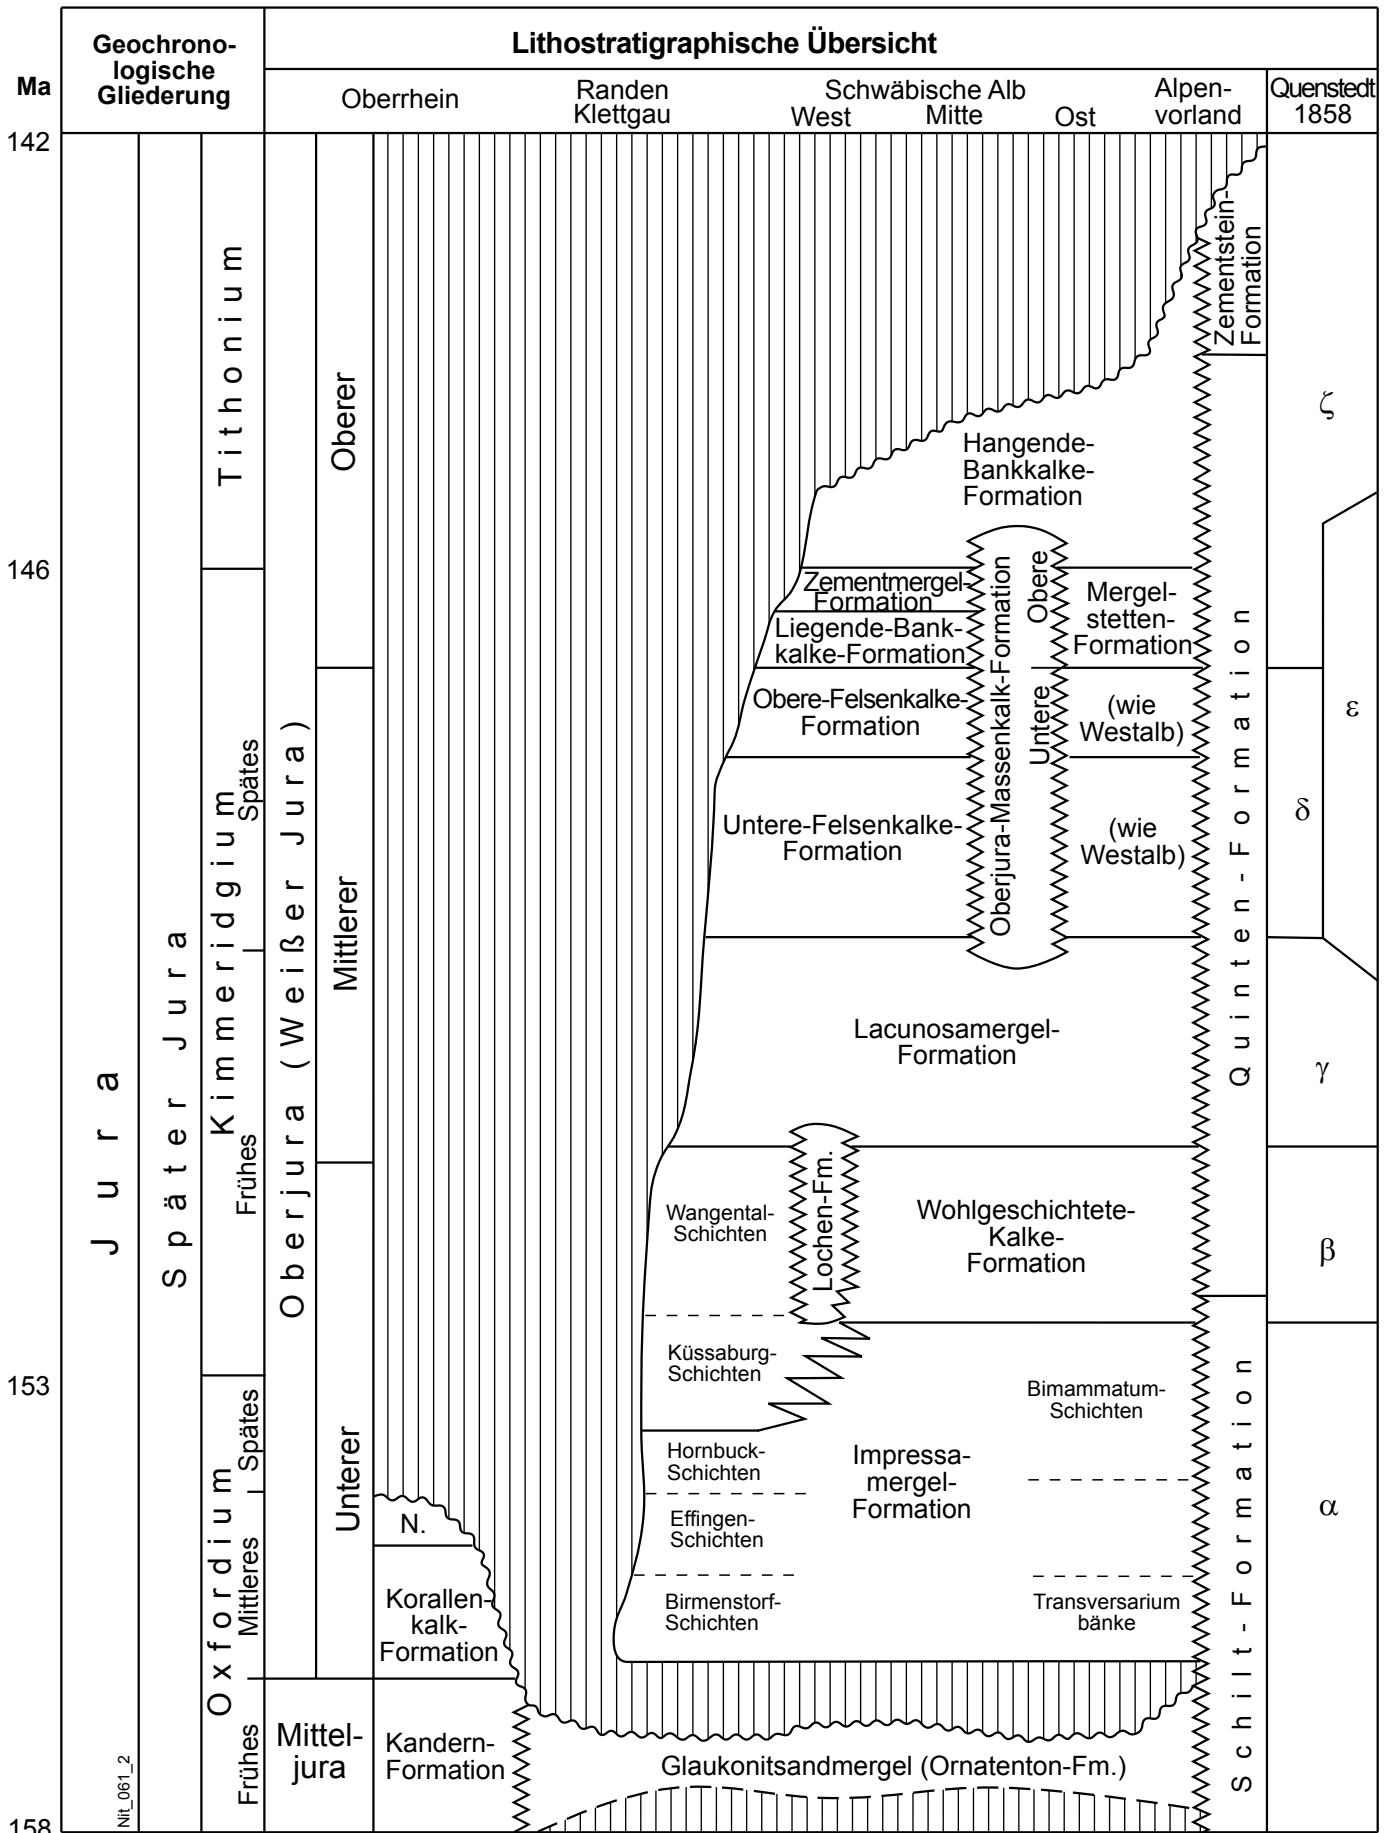 Ma
Geochrono-
logische
Gliederung
Lithostratigraphische Übersicht
Oberrhein
Randen
Klettgau
Schwäbische Alb
West
Mitte
Ost
Alpen-
vorland
Quenstedt
1858
142
146
153
158
Jura
Später Jura
Tithonium
Kimmeridgium
Spätes
Frühes
Oxfordium
Spätes
Mittleres
Frühes
Oberjura (Weißer Jura)
Oberer
Mittlerer
Unterer
Mittel-
jura
N.
Korallen-
kalk-
Formation
Kandern-
Formation
Hangende-
Bankkalke-
Formation
Zementmergel-
Formation
Liegende-Bank-
kalke-Formation
Obere-Felsenkalke-
Formation
Untere-Felsenkalke-
Formation
Oberjura-Massenkalk-Formation
Obere
Untere
Mergel-
stetten-
Formation
(wie
Westalb)
(wie
Westalb)
Lacunosamergel-
Formation
Wangental-
Schichten
Lochen-Fm.
Wohlgeschichtete-
Kalke-
Formation
Küssaburg-
Schichten
Hornbuck-
Schichten
Effingen-
Schichten
Birmenstorf-
Schichten
Impressa-
mergel-
Formation
Bimammatum-
Schichten
Transversarium
bänke
Glaukonitsandmergel (Ornatenton-Fm.)
Zementstein-
Formation
Quinten-Formation
Schilt-Formation
ζ
ε
δ
γ
β
α
Nit_061_2